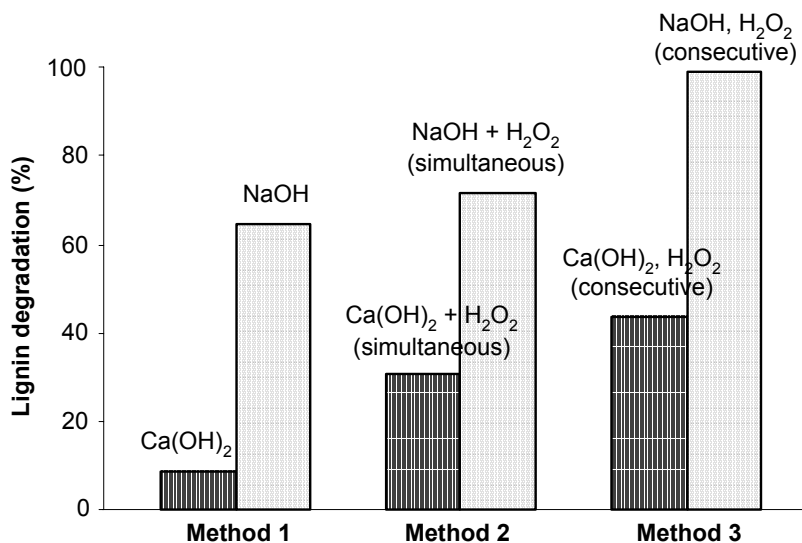 Lignin degradation (%)
100
80
60
40
20
0
Ca(OH)₂
NaOH
Ca(OH)₂ + H₂O₂
(simultaneous)
NaOH + H₂O₂
(simultaneous)
Ca(OH)₂, H₂O₂
(consecutive)
NaOH, H₂O₂
(consecutive)
Method 1
Method 2
Method 3